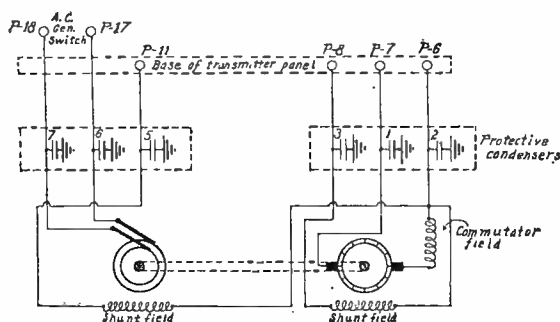 P-18
A.C.
Gen.
Switch
P-17
P-11
P-8
P-7
P-6
Base of transmitter panel
7
6
5
3
1
2
Protective
condensers
Commutator
field
Shunt field
Shunt field